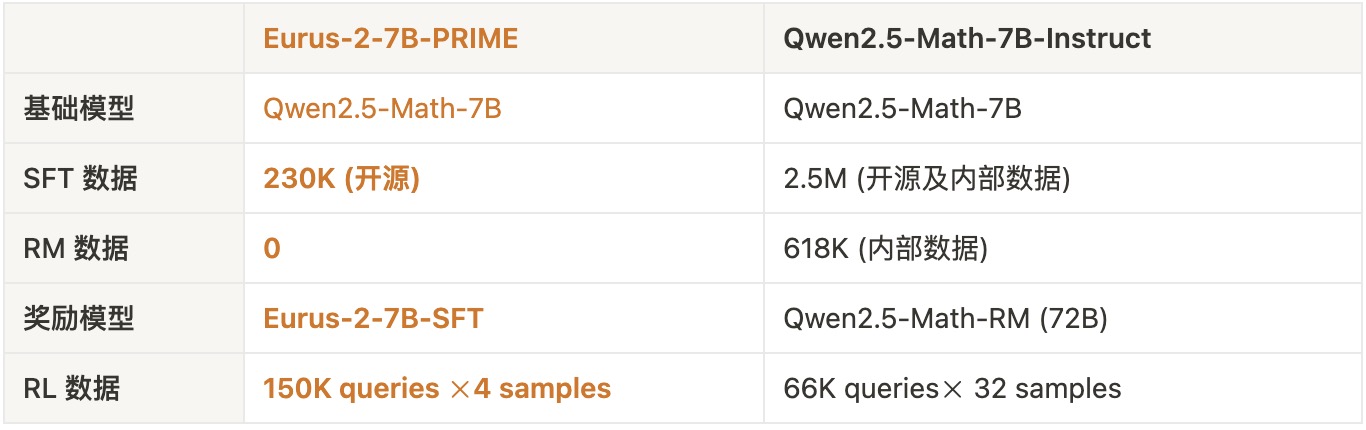 Eurus-2-7B-PRIME Qwen2.5-Math-7B-Instruct
基础模型 Qwen2.5-Math-7B Qwen2.5-Math-7B
SFT 数据 230K (开源) 2.5M (开源及内部数据)
RM 数据 0 618K (内部数据)
奖励模型 Eurus-2-7B-SFT Qwen2.5-Math-RM (72B)
RL 数据 150K queries ×4 samples 66K queries× 32 samples